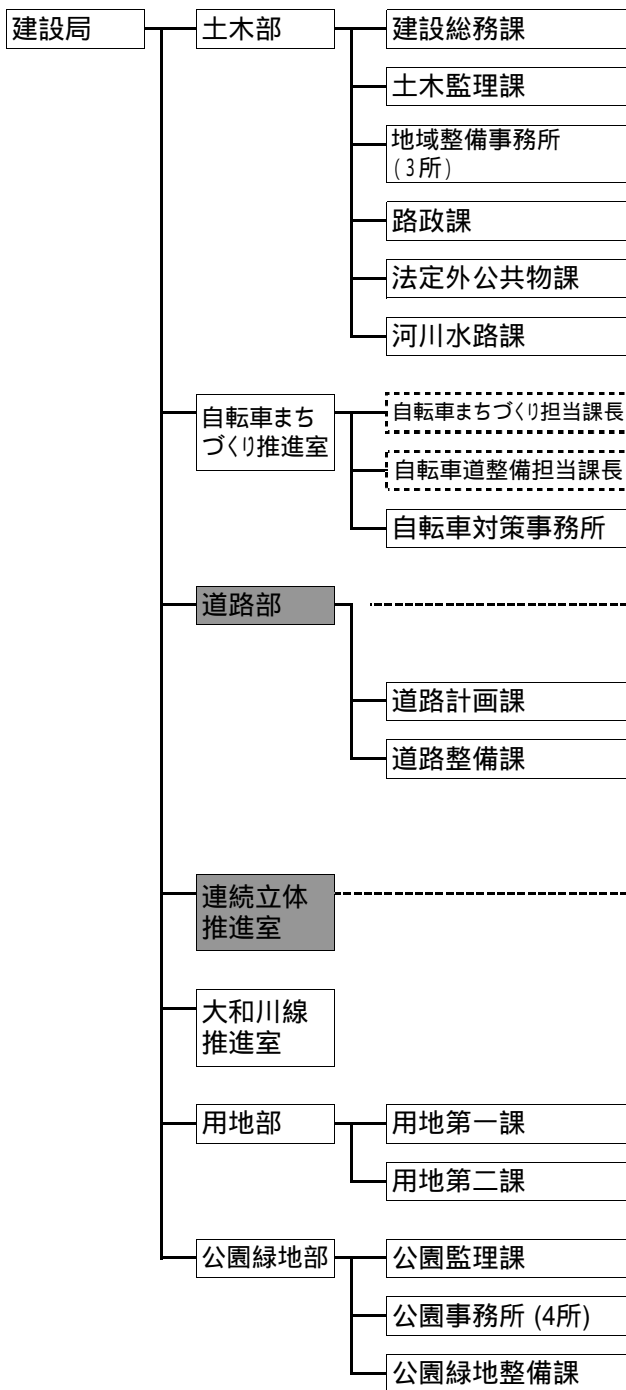 建設局
土木部
建設総務課
土木監理課
地域整備事務所
(3所)
路政課
法定外公共物課
河川水路課
自転車まち
づくり推進室
自転車まちづくり担当課長
自転車道整備担当課長
自転車対策事務所
道路部
道路計画課
道路整備課
連続立体
推進室
大和川線
推進室
用地部
用地第一課
用地第二課
公園緑地部
公園監理課
公園事務所 (4所)
公園緑地整備課